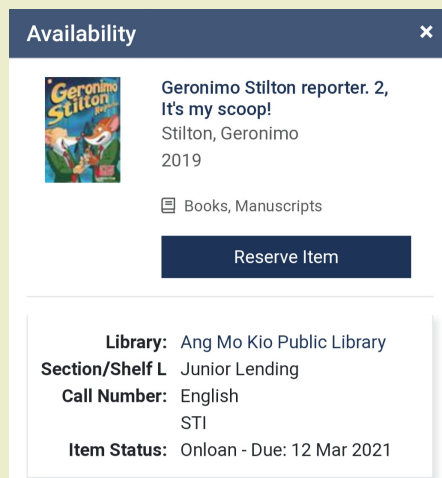 Availability ×
Geronimo Stilton reporter. 2,
It's my scoop!
Stilton, Geronimo
2019
Books, Manuscripts
Reserve Item
Library: Ang Mo Kio Public Library
Section/Shelf L Junior Lending
Call Number: English
STI
Item Status: Onloan - Due: 12 Mar 2021
Geronimo
Stilton
Reporter